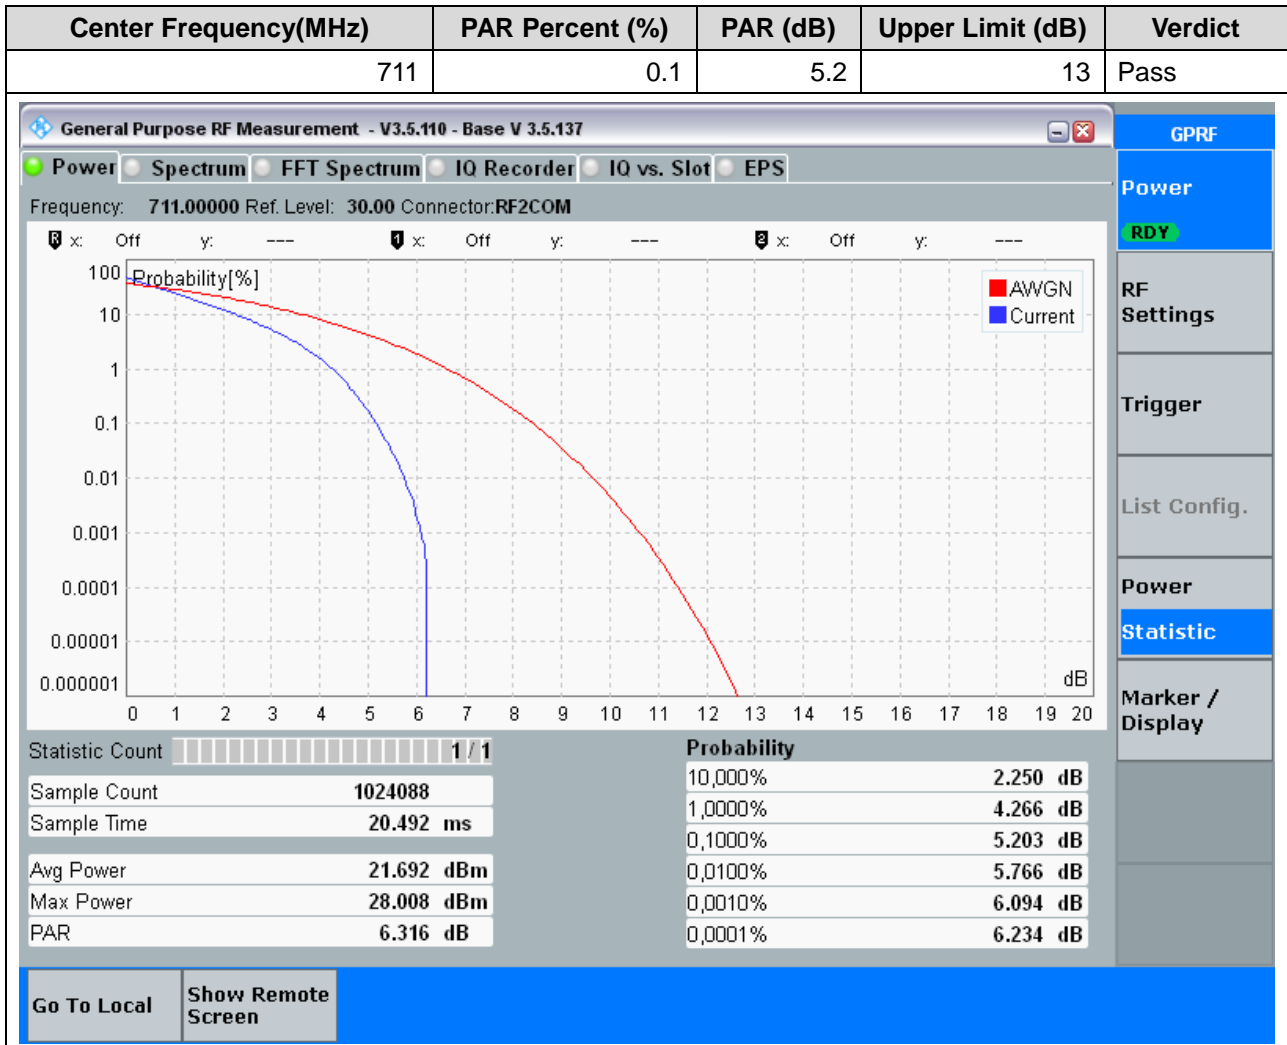 Center Frequency(MHz) PAR Percent (%) PAR (dB) Upper Limit (dB) Verdict
711 0.1 5.2 13 Pass
General Purpose RF Measurement - V3.5.110 - Base V 3.5.137
GPRF
Power Spectrum FFT Spectrum IQ Recorder IQ vs. Slot EPS
Power
RDY
Frequency: 711.00000 Ref. Level: 30.00 Connector:RF2COM
R x: Off y: --- 1 x: Off y: --- 2 x: Off y: ---
Probability[%]
AWGN
Current
100
10
1
0.1
0.01
0.001
0.0001
0.00001
0.000001
dB
0 1 2 3 4 5 6 7 8 9 10 11 12 13 14 15 16 17 18 19 20
RF
Settings
Trigger
List Config.
Power
Statistic
Marker /
Display
Statistic Count 1 / 1
Sample Count 1024088
Sample Time 20.492 ms
Avg Power 21.692 dBm
Max Power 28.008 dBm
PAR 6.316 dB
Probability
10,000% 2.250 dB
1,0000% 4.266 dB
0,1000% 5.203 dB
0,0100% 5.766 dB
0,0010% 6.094 dB
0,0001% 6.234 dB
Go To Local
Show Remote
Screen